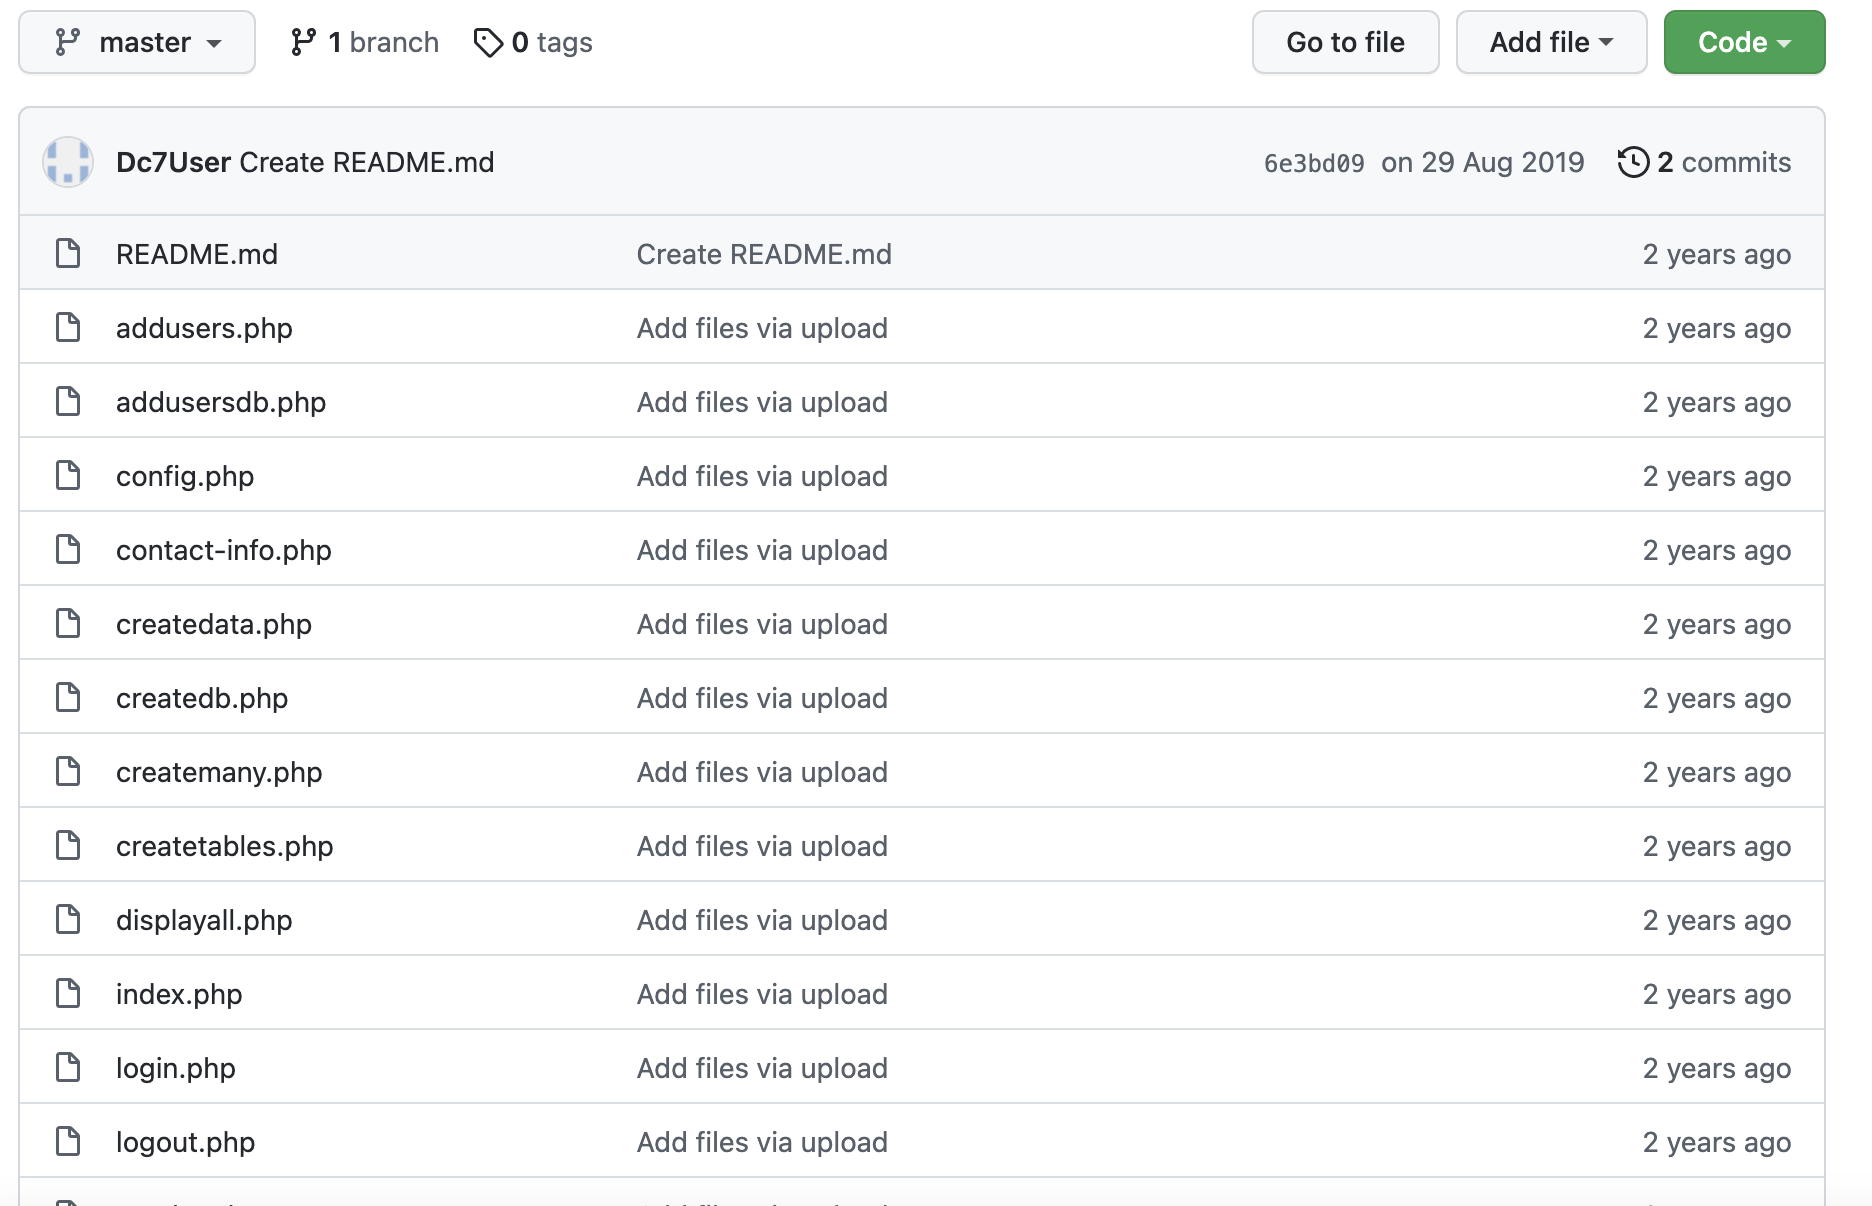 master 1 branch 0 tags Go to file Add file Code
Dc7User Create README.md 6e3bd09 on 29 Aug 2019 2 commits
README.md Create README.md 2 years ago
addusers.php Add files via upload 2 years ago
addusersdb.php Add files via upload 2 years ago
config.php Add files via upload 2 years ago
contact-info.php Add files via upload 2 years ago
createdata.php Add files via upload 2 years ago
createdb.php Add files via upload 2 years ago
createmany.php Add files via upload 2 years ago
createtables.php Add files via upload 2 years ago
displayall.php Add files via upload 2 years ago
index.php Add files via upload 2 years ago
login.php Add files via upload 2 years ago
logout.php Add files via upload 2 years ago